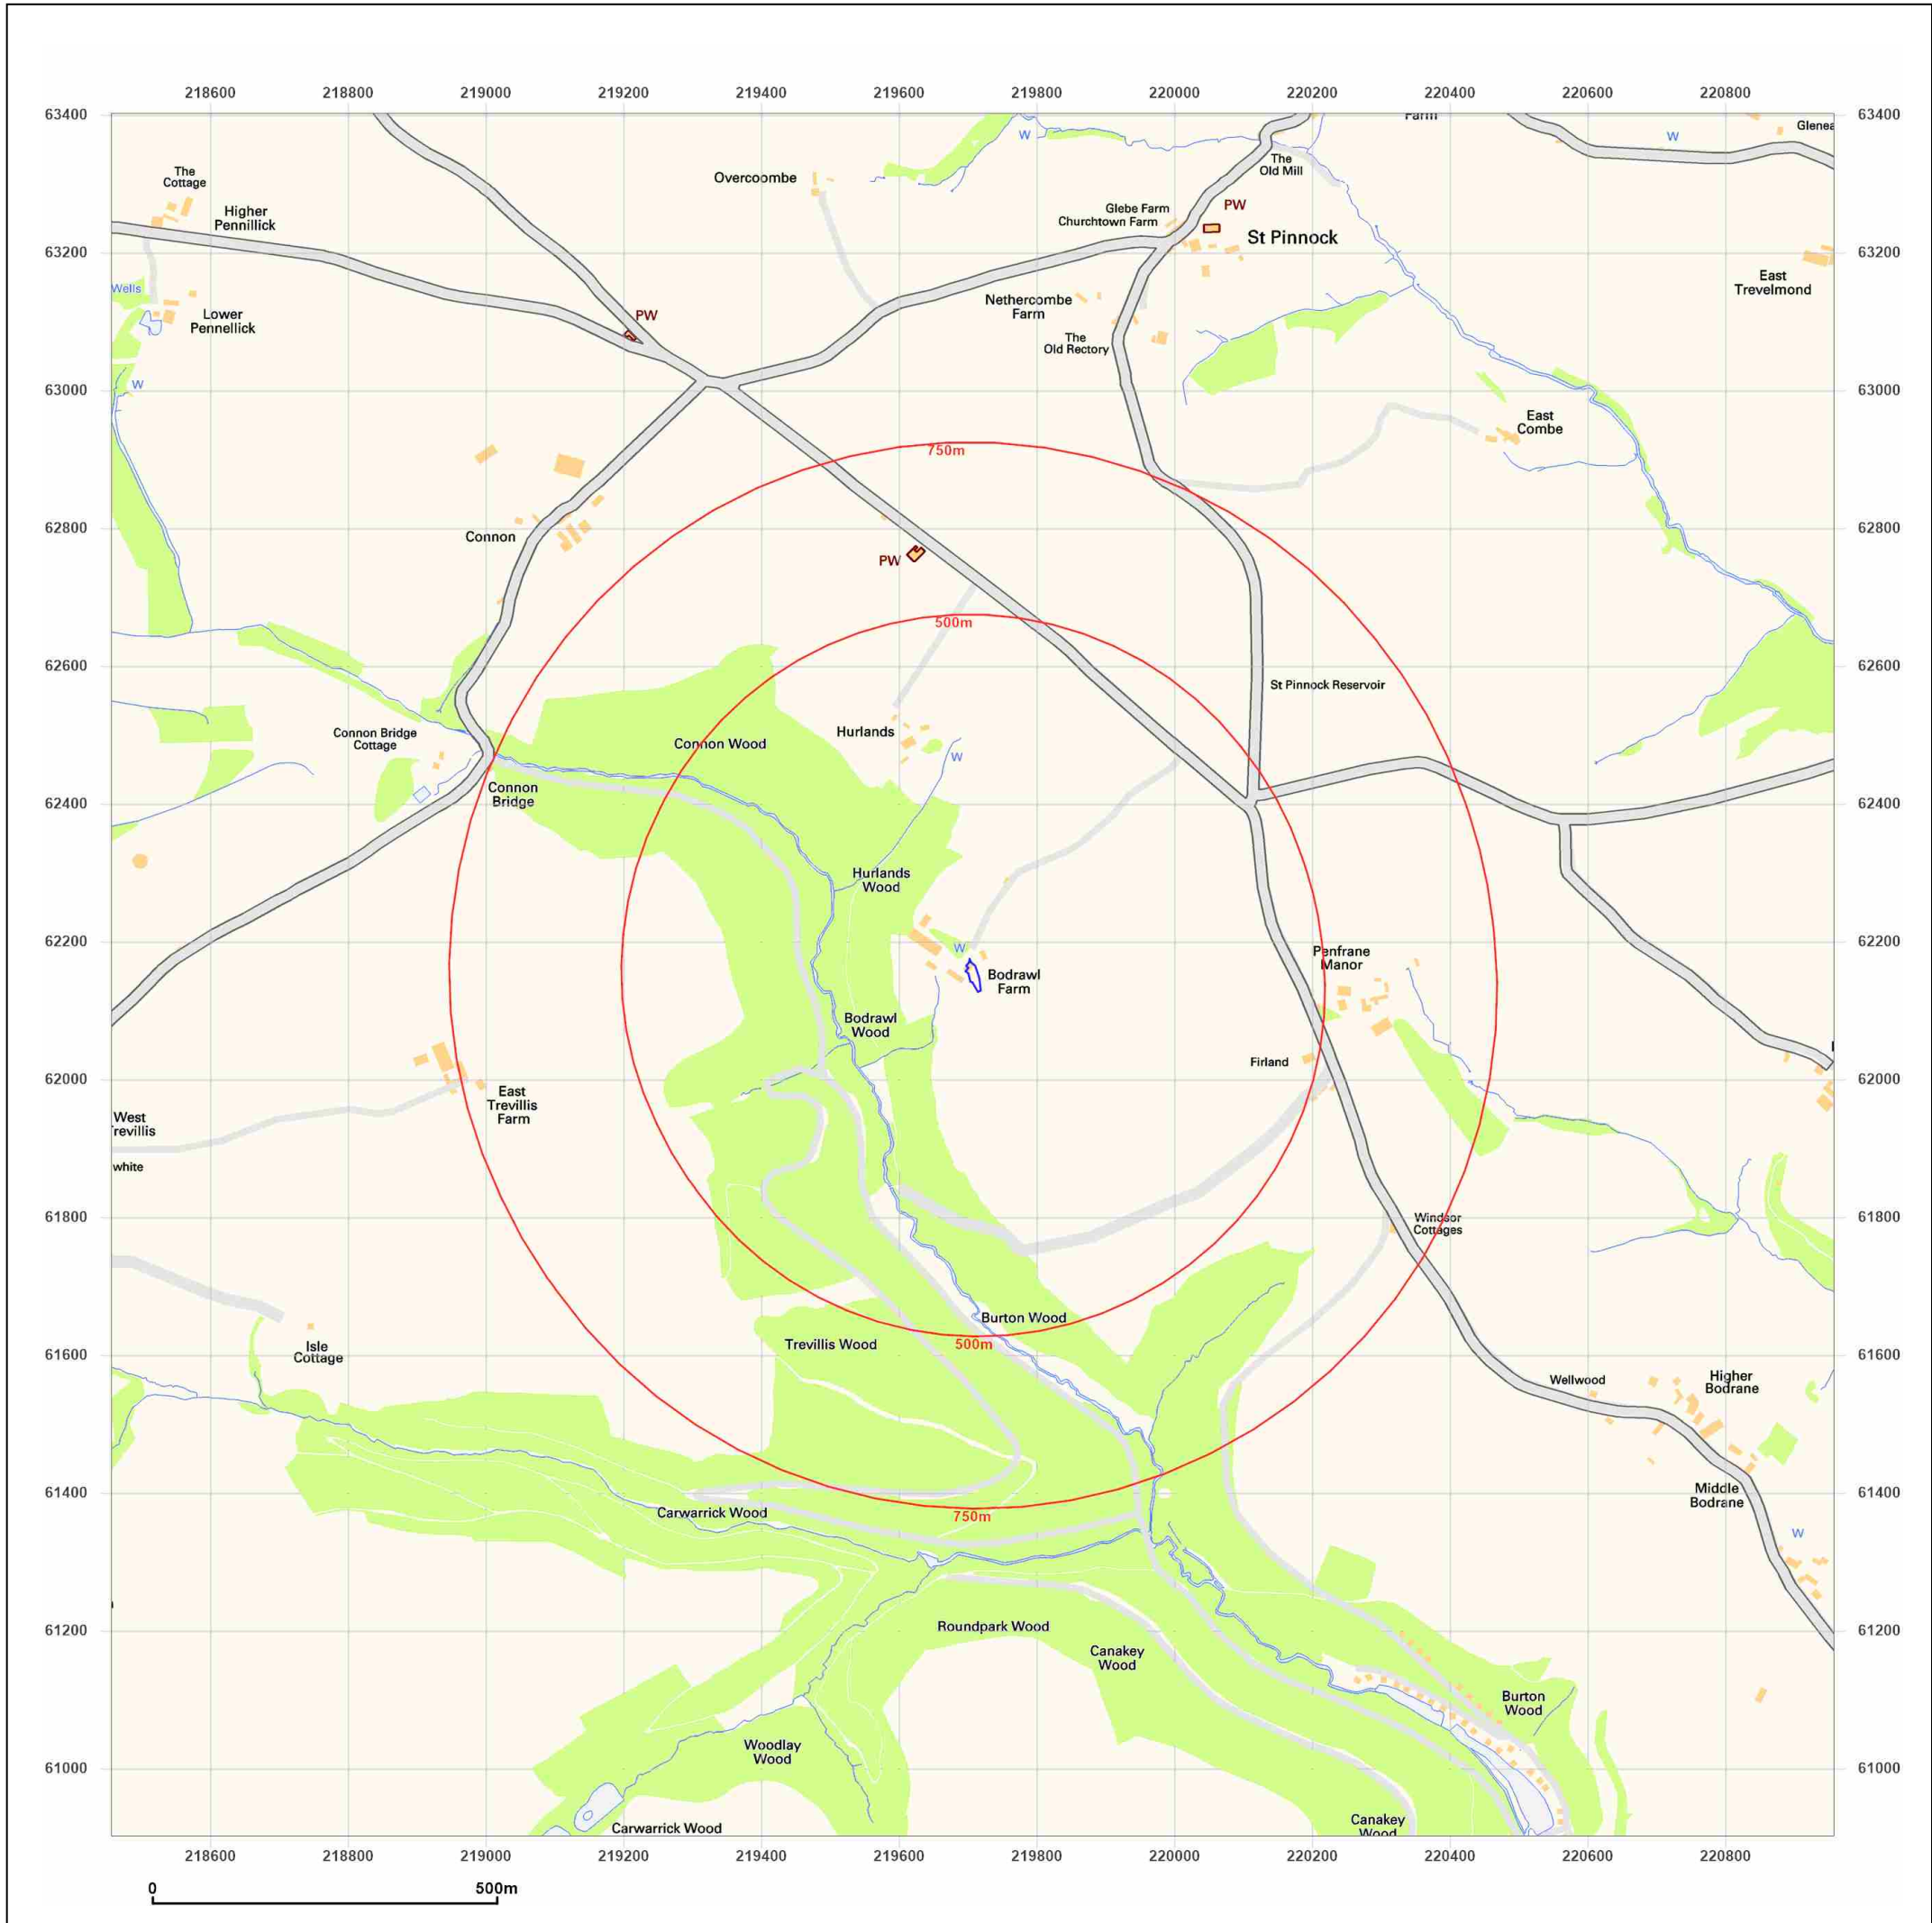 218600 218800 219000 219200 219400 219600 219800 220000 220200 220400 220600 220800
63400
63400
Farm
Glenea
W
W
The
Cottage
Overcoombe
The
Old Mill
Higher
Pennillick
Glebe Farm
Churchtown Farm
PW
St Pinnock
63200
63200
East
Trevelmond
Wells
Lower
Pennellick
Nethercombe
Farm
PW
The
Old Rectory
W
63000
63000
East
Combe
750m
Connon
62800
62800
PW
500m
62600
62600
St Pinnock Reservoir
Connon Bridge
Cottage
Connon Wood
Hurlands
W
Connon
Bridge
62400
62400
Hurlands
Wood
62200
62200
W
Penfrane
Manor
Bodrawl
Farm
Bodrawl
Wood
Firland
62000
62000
East
Trevillis
Farm
West
Trevillis
white
61800
61800
Windsor
Cottages
Burton Wood
Trevillis Wood
500m
Isle
Cottage
61600
61600
Wellwood
Higher
Bodrane
61400
61400
Middle
Bodrane
Carwarrick Wood
750m
W
61200
61200
Roundpark Wood
Canakey
Wood
Burton
Wood
Woodlay
Wood
61000
61000
Carwarrick Wood
Canakey
Wood
218600 218800 219000 219200 219400 219600 219800 220000 220200 220400 220600 220800
0 500m